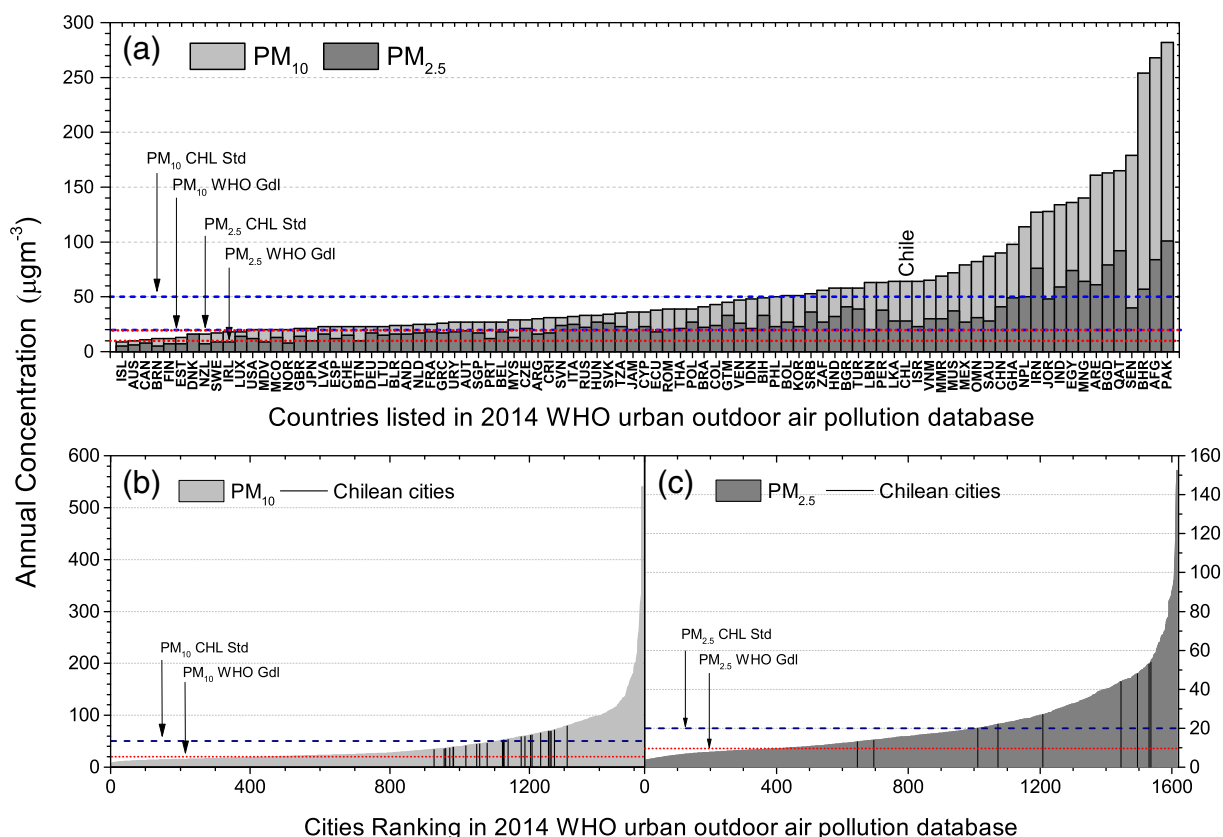 (a) PM10 PM2.5
300
250
200
150
100
50
0
PM10 CHL Std
PM10 WHO Gdl
PM2.5 CHL Std
PM2.5 WHO Gdl
Chile
ISL AUS CAN BRN FIN EST DNK NZL SWE IRL LUX USA MDV MCO NOR GBR JPN LVA ESP CHE BTN DEU LTU FLR AND NLD FRA GRC URY AUT SGP PRT BEL MYS CZE ARG CRI SVN ITA RUS HUN SVK TZA JAM CYP ECU ROM THA POL BRA COL GTM VEN IDN BIH PHL BOL KOR SRB ZAF HND BGR TUR LBN PER LKA CHL ISR VNM MMR MUS MEX OMN SAU CHN GHA NPL IRN JOR IND EGY MNG ARE BGD QAT SEN BHR AFG PAK
Countries listed in 2014 WHO urban outdoor air pollution database
Annual Concentration (µgm-3)
(b) PM10 Chilean cities
600
500
400
300
200
100
0
PM10 CHL Std
PM10 WHO Gdl
0 400 800 1200
(c) PM2.5 Chilean cities
160
140
120
100
80
60
40
20
0
PM2.5 CHL Std
PM2.5 WHO Gdl
0 400 800 1200 1600
Cities Ranking in 2014 WHO urban outdoor air pollution database